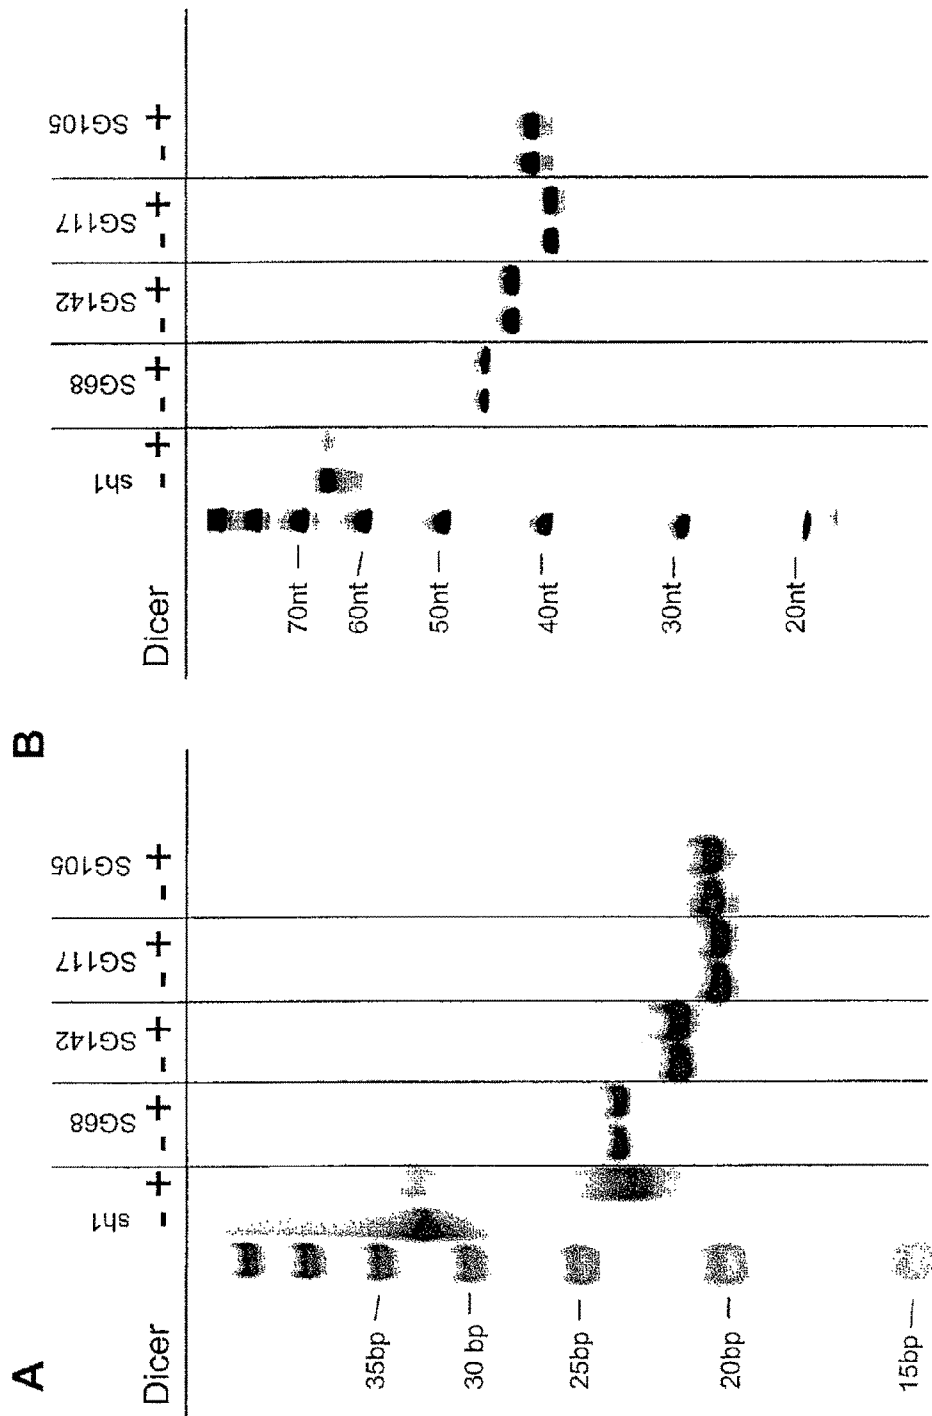 A
Dicer
sh1
SG68
SG142
SG117
SG105
- + - + - + - + - +
35bp
30 bp
25bp
20bp
15bp
B
Dicer
sh1
SG68
SG142
SG117
SG105
- + - + - + - + - +
70nt
60nt
50nt
40nt
30nt
20nt